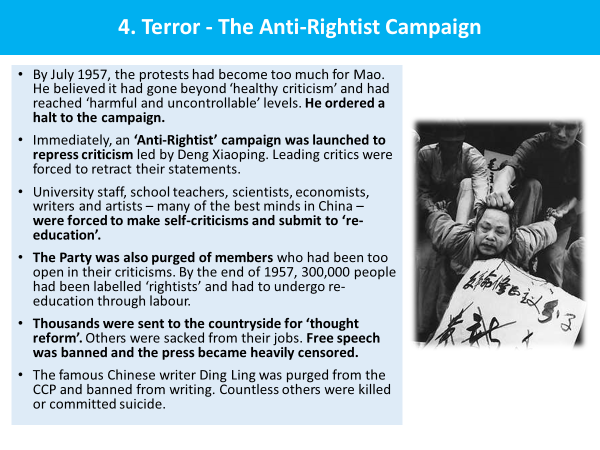 4. Terror - The Anti-Rightist Campaign
• By July 1957, the protests had become too much for Mao.
He believed it had gone beyond ‘healthy criticism’ and had
reached ‘harmful and uncontrollable’ levels. He ordered a
halt to the campaign.
• Immediately, an ‘Anti-Rightist’ campaign was launched to
repress criticism led by Deng Xiaoping. Leading critics were
forced to retract their statements.
• University staff, school teachers, scientists, economists,
writers and artists – many of the best minds in China –
were forced to make self-criticisms and submit to ‘re-
education’.
• The Party was also purged of members who had been too
open in their criticisms. By the end of 1957, 300,000 people
had been labelled ‘rightists’ and had to undergo re-
education through labour.
• Thousands were sent to the countryside for ‘thought
reform’. Others were sacked from their jobs. Free speech
was banned and the press became heavily censored.
• The famous Chinese writer Ding Ling was purged from the
CCP and banned from writing. Countless others were killed
or committed suicide.